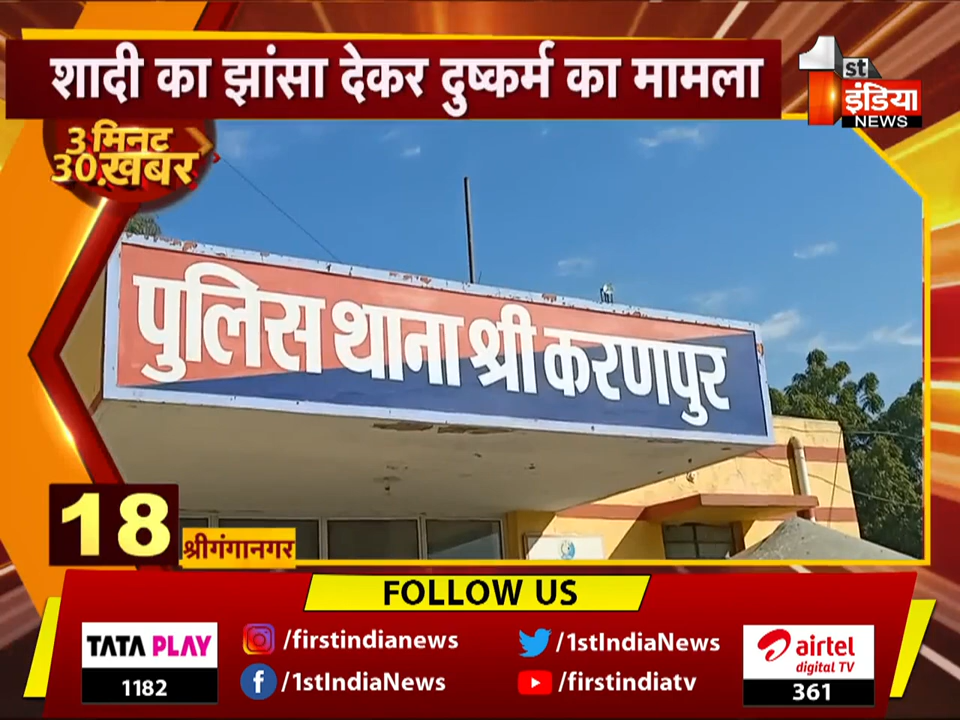 शादी का झांसा देकर दुष्कर्म का मामला
1st
इंडिया
NEWS
3 मिनट
30 ख़बर
पुलिस थाना श्री करणपुर
18
श्रीगंगानगर
FOLLOW US
TATA PLAY
1182
/firstindianews
/1stIndiaNews
/1stIndiaNews
/firstindiatv
airtel
digital TV
361